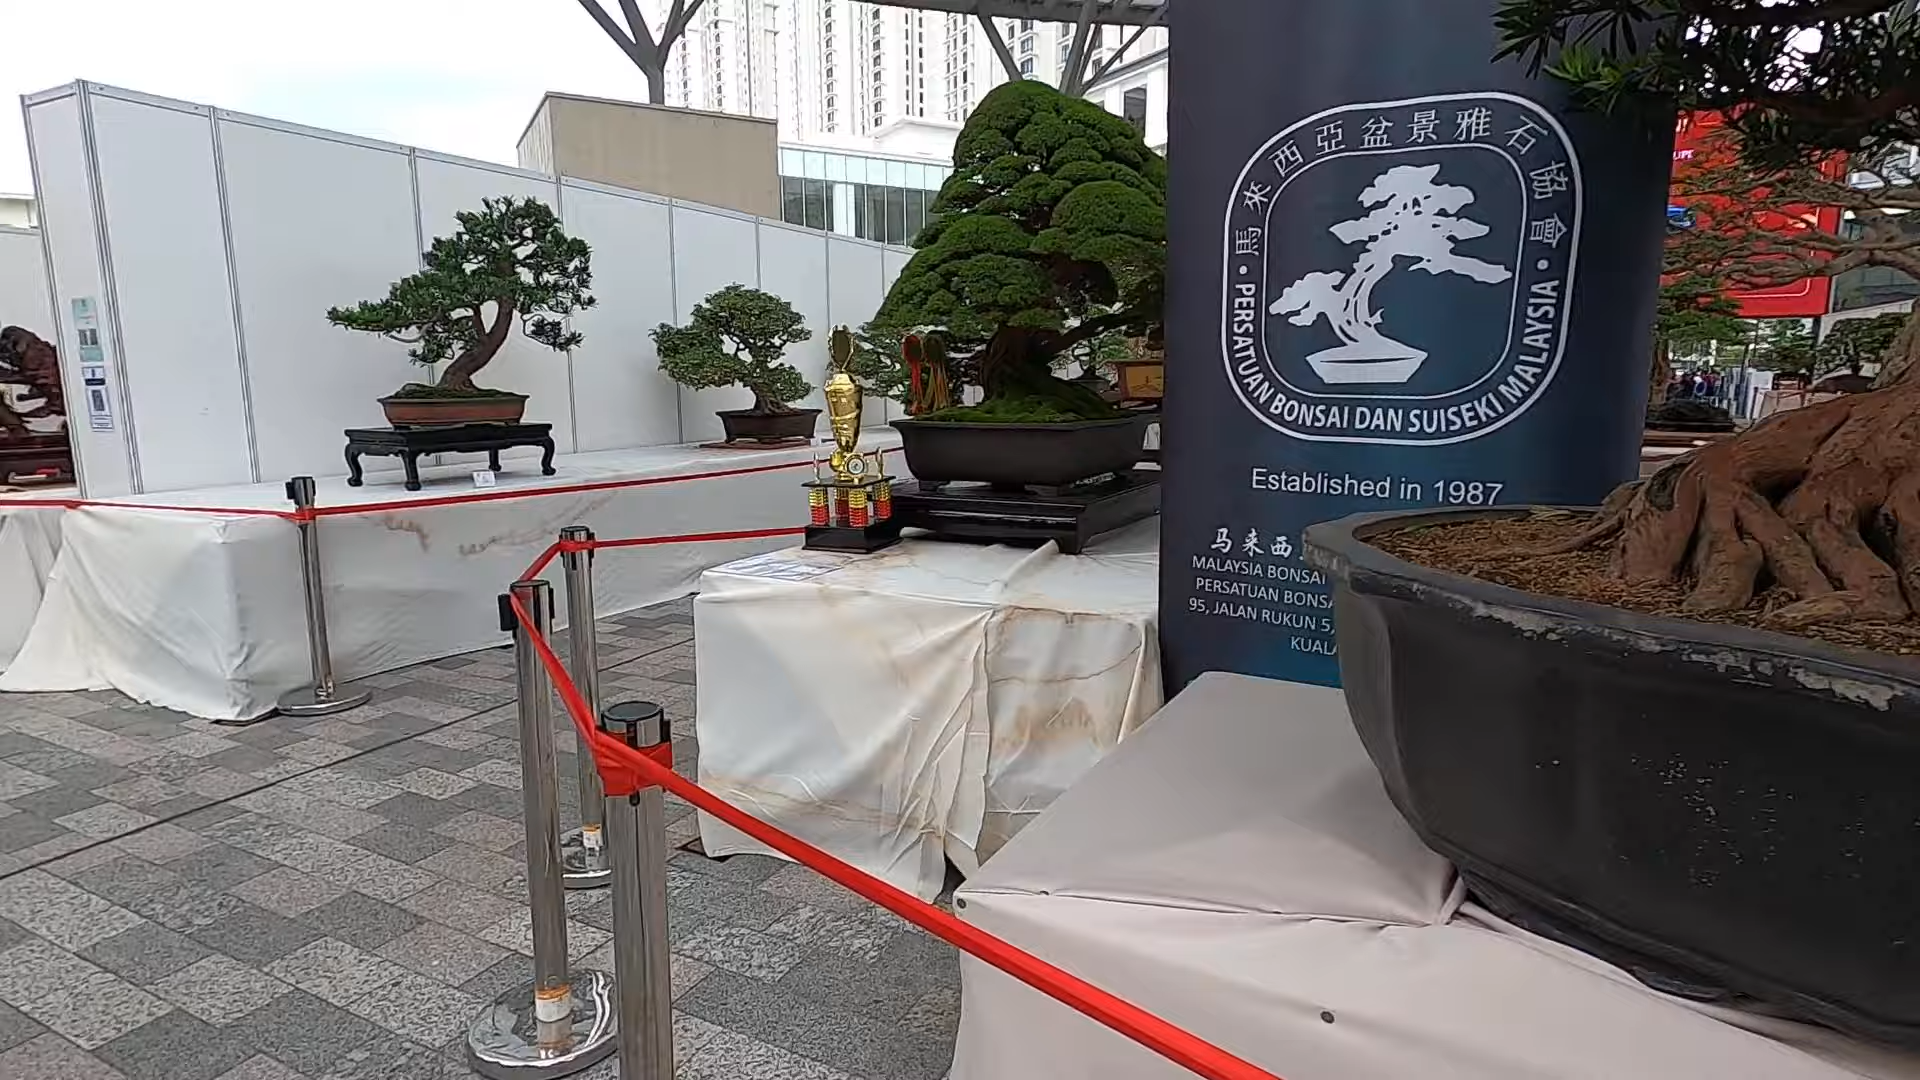 馬來西亞盆景雅石協會
• PERSATUAN BONSAI DAN SUISEKI MALAYSIA •
Established in 1987
马来西
MALAYSIA BONSAI
PERSATUAN BONSA
95, JALAN RUKUN 5,
KUALA